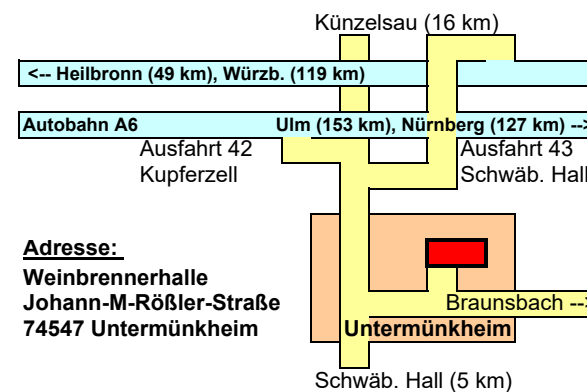 Künzelsau (16 km)
<-- Heilbronn (49 km), Würzb. (119 km)
Autobahn A6
Ulm (153 km), Nürnberg (127 km) -->
Ausfahrt 42
Kupferzell
Ausfahrt 43
Schwäb. Hall
Adresse:
Weinbrennerhalle
Johann-M-Rößler-Straße
74547 Untermünkheim
Braunsbach -->
Untermünkheim
Schwäb. Hall (5 km)